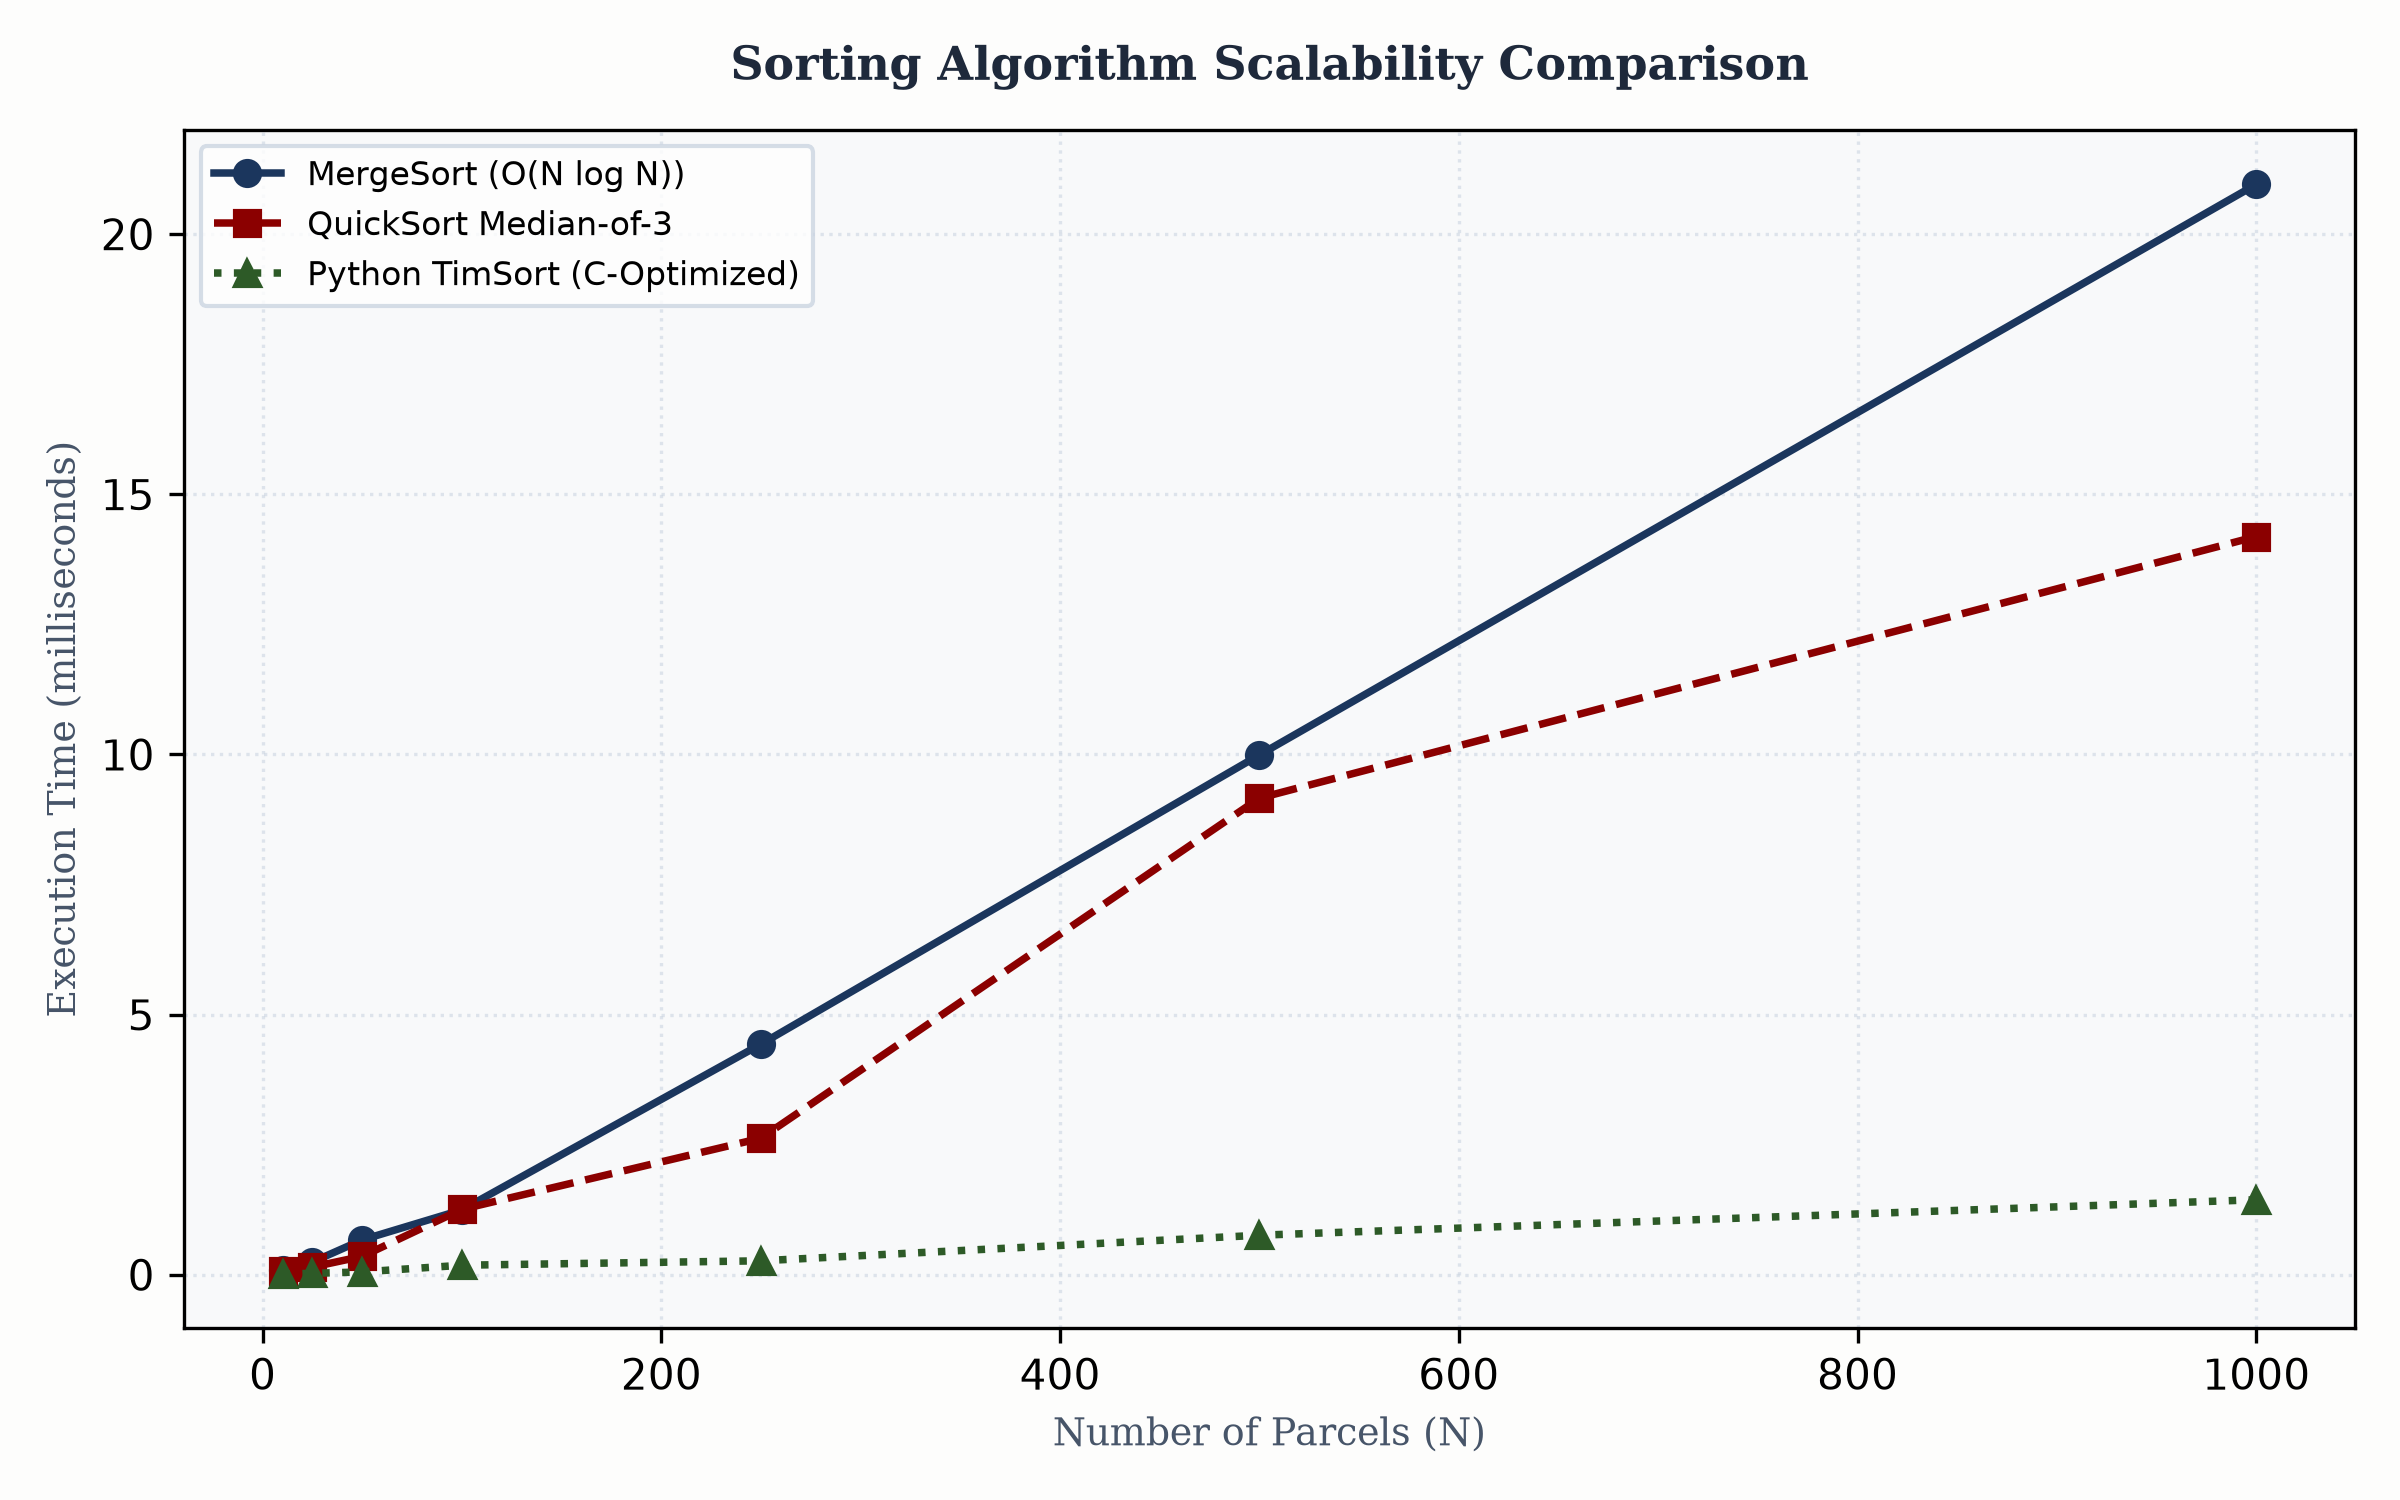 Sorting Algorithm Scalability Comparison
MergeSort (O(N log N))
QuickSort Median-of-3
Python TimSort (C-Optimized)
Execution Time (milliseconds)
20
15
10
5
0
0 200 400 600 800 1000
Number of Parcels (N)